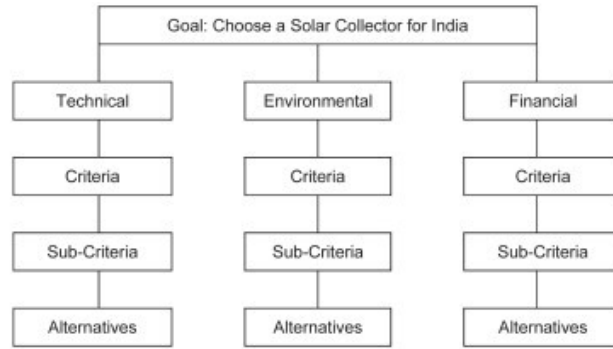 Goal: Choose a Solar Collector for India
Technical
Environmental
Financial
Criteria
Criteria
Criteria
Sub-Criteria
Sub-Criteria
Sub-Criteria
Alternatives
Alternatives
Alternatives